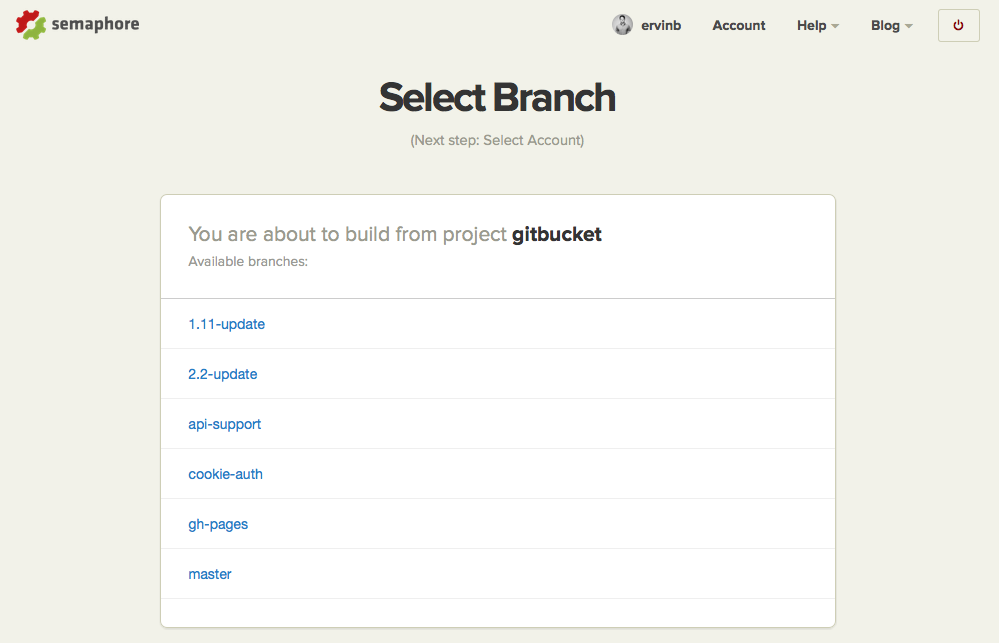 semaphore
ervinb Account Help Blog
Select Branch
(Next step: Select Account)
You are about to build from project gitbucket
Available branches:
1.11-update
2.2-update
api-support
cookie-auth
gh-pages
master